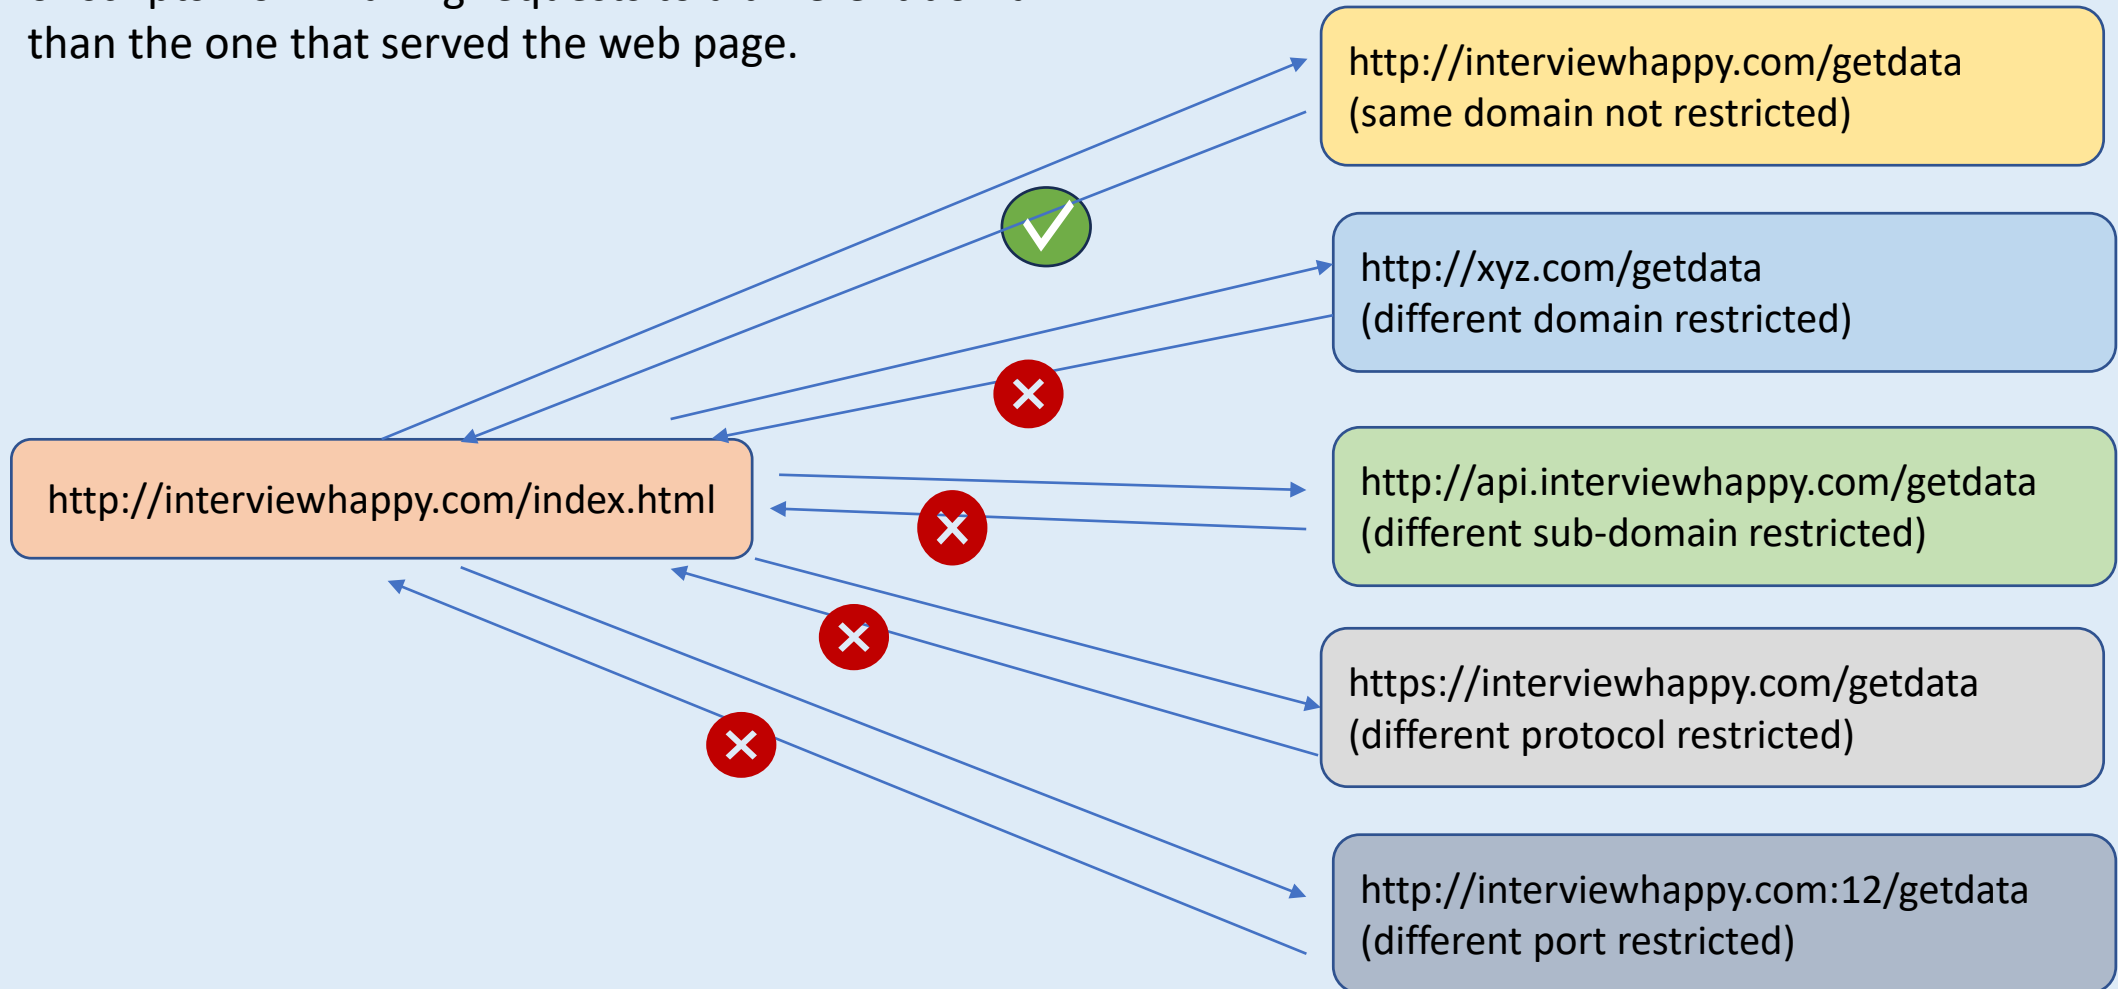 than the one that served the web page.
http://interviewhappy.com/getdata
(same domain not restricted)
http://xyz.com/getdata
(different domain restricted)
http://interviewhappy.com/index.html
http://api.interviewhappy.com/getdata
(different sub-domain restricted)
https://interviewhappy.com/getdata
(different protocol restricted)
http://interviewhappy.com:12/getdata
(different port restricted)